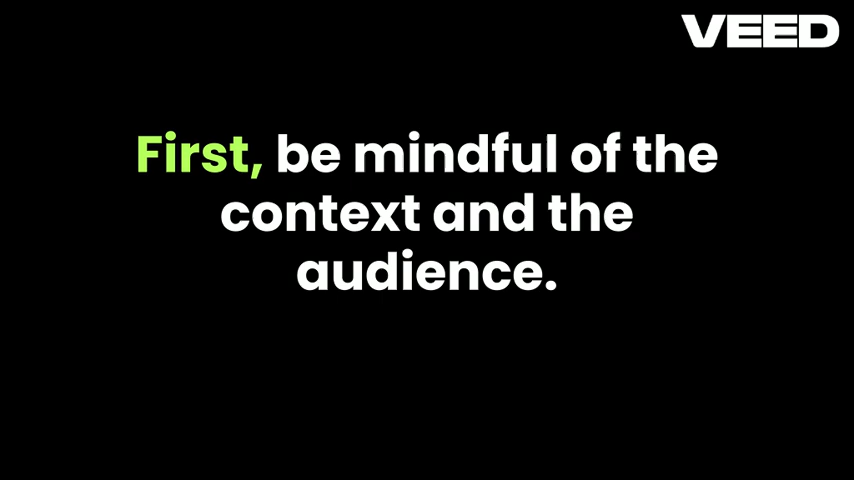 VEED
First, be mindful of the
context and the
audience.